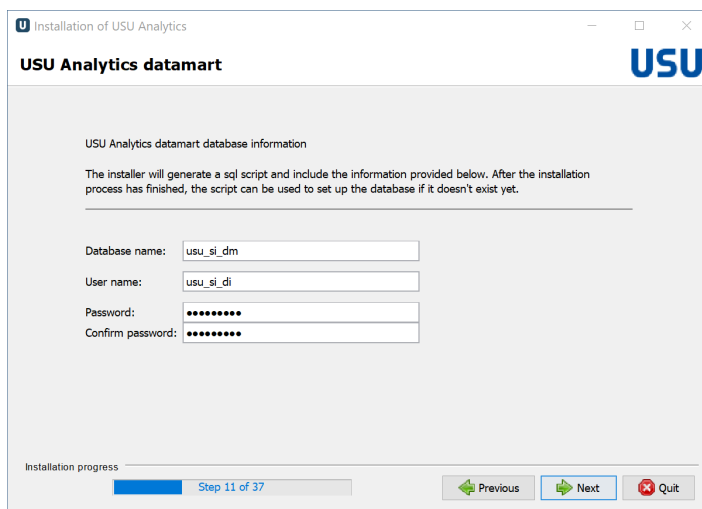 U Installation of USU Analytics
USU Analytics datamart
USU
USU Analytics datamart database information
The installer will generate a sql script and include the information provided below. After the installation
process has finished, the script can be used to set up the database if it doesn't exist yet.
Database name: usu_si_dm
User name: usu_si_di
Password: •••••••••
Confirm password: •••••••••
Installation progress
Step 11 of 37
Previous Next Quit